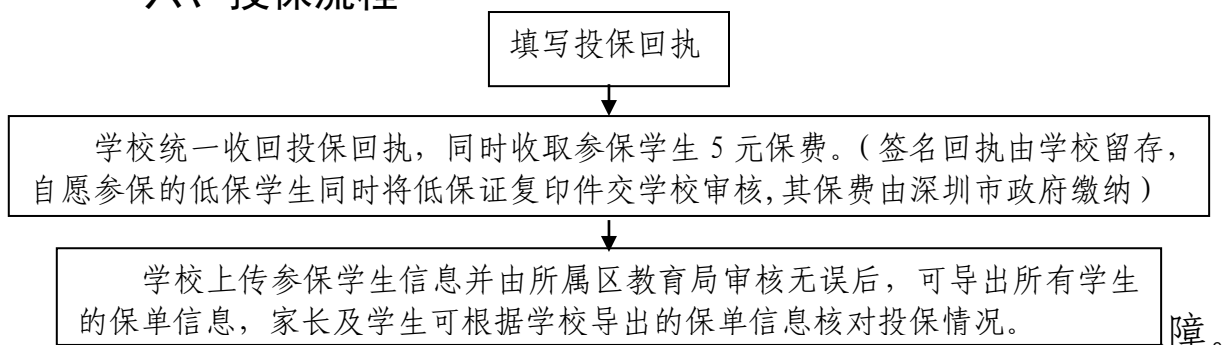 六、投保流程
填写投保回执
学校统一收回投保回执，同时收取参保学生 5 元保费。（签名回执由学校留存，
自愿参保的低保学生同时将低保证复印件交学校审核,其保费由深圳市政府缴纳）
学校上传参保学生信息并由所属区教育局审核无误后，可导出所有学生
的保单信息，家长及学生可根据学校导出的保单信息核对投保情况。
障。